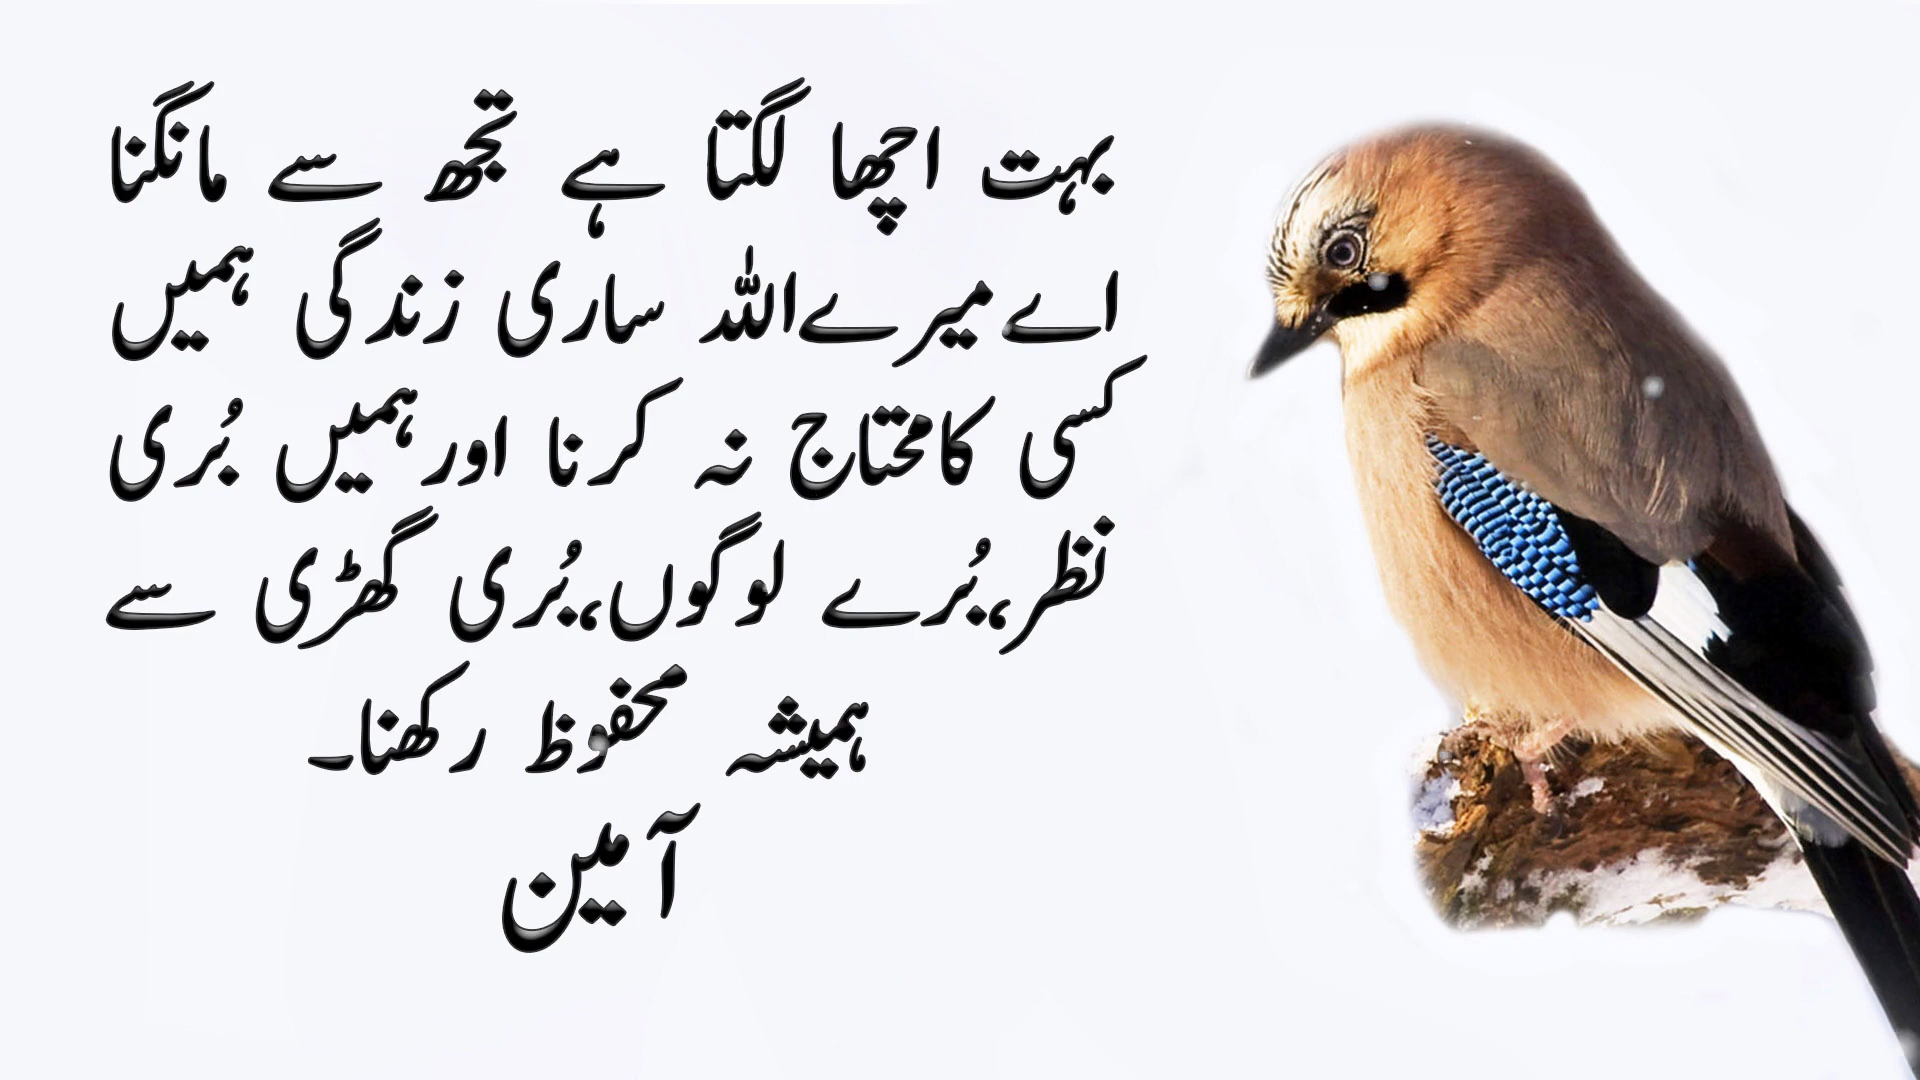 بہت اچھا لگتا ہے تجھ سے مانگنا
اے میرے اللہ ساری زندگی ہمیں
کسی کا محتاج نہ کرنا اور ہمیں بُری
نظر،بُرے لوگوں،بُری گھڑی سے
ہمیشہ محفوظ رکھنا۔
آمین